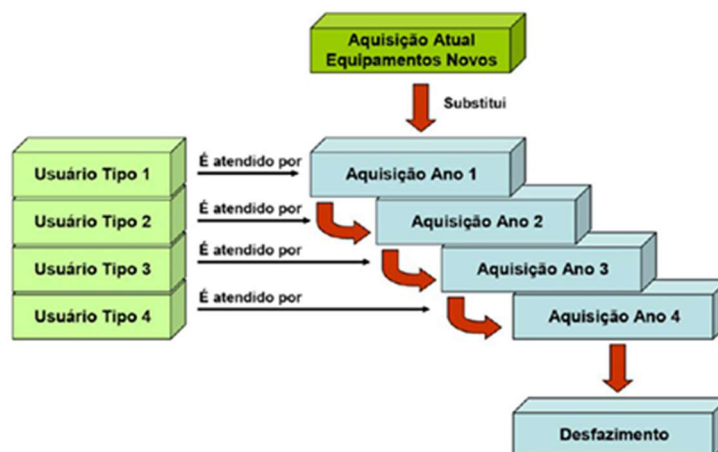 Aquisição Atual
Equipamentos Novos
Substitui
Usuário Tipo 1
É atendido por
Aquisição Ano 1
Usuário Tipo 2
É atendido por
Aquisição Ano 2
Usuário Tipo 3
É atendido por
Aquisição Ano 3
Usuário Tipo 4
É atendido por
Aquisição Ano 4
Desfazimento